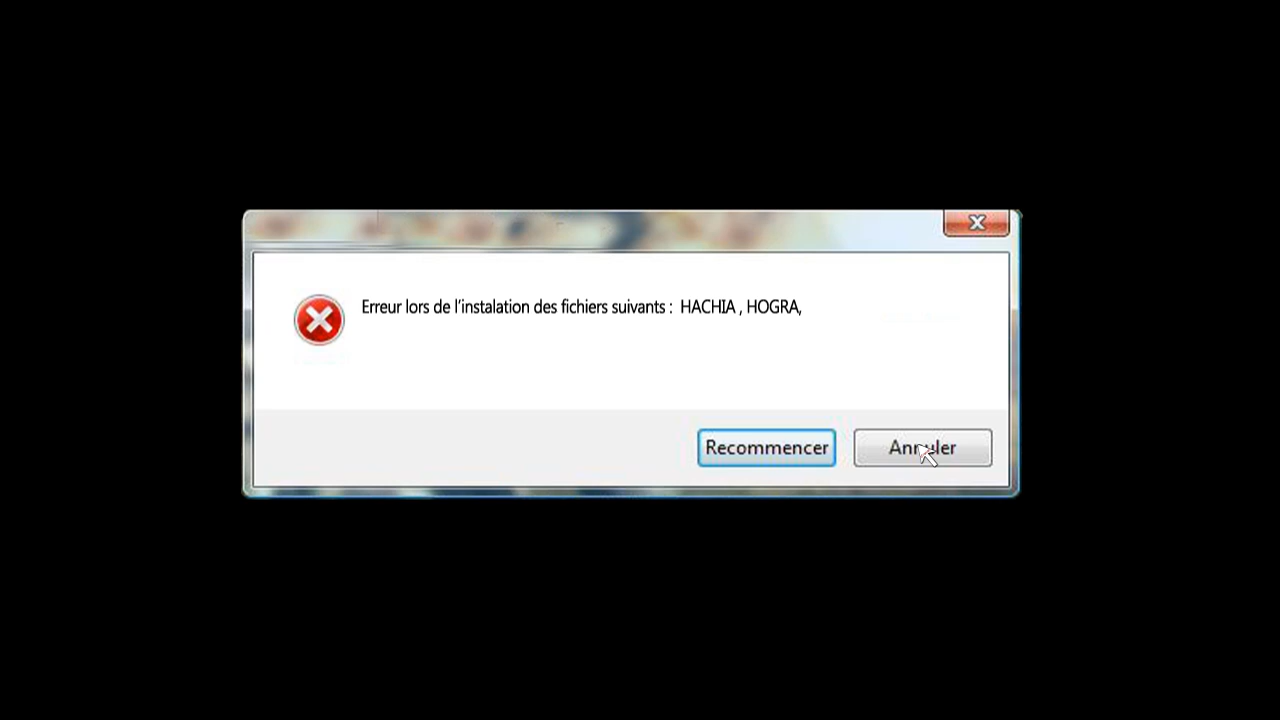 Erreur lors de l'instalation des fichiers suivants : HACHIA , HOGRA,
Recommencer
Annuler